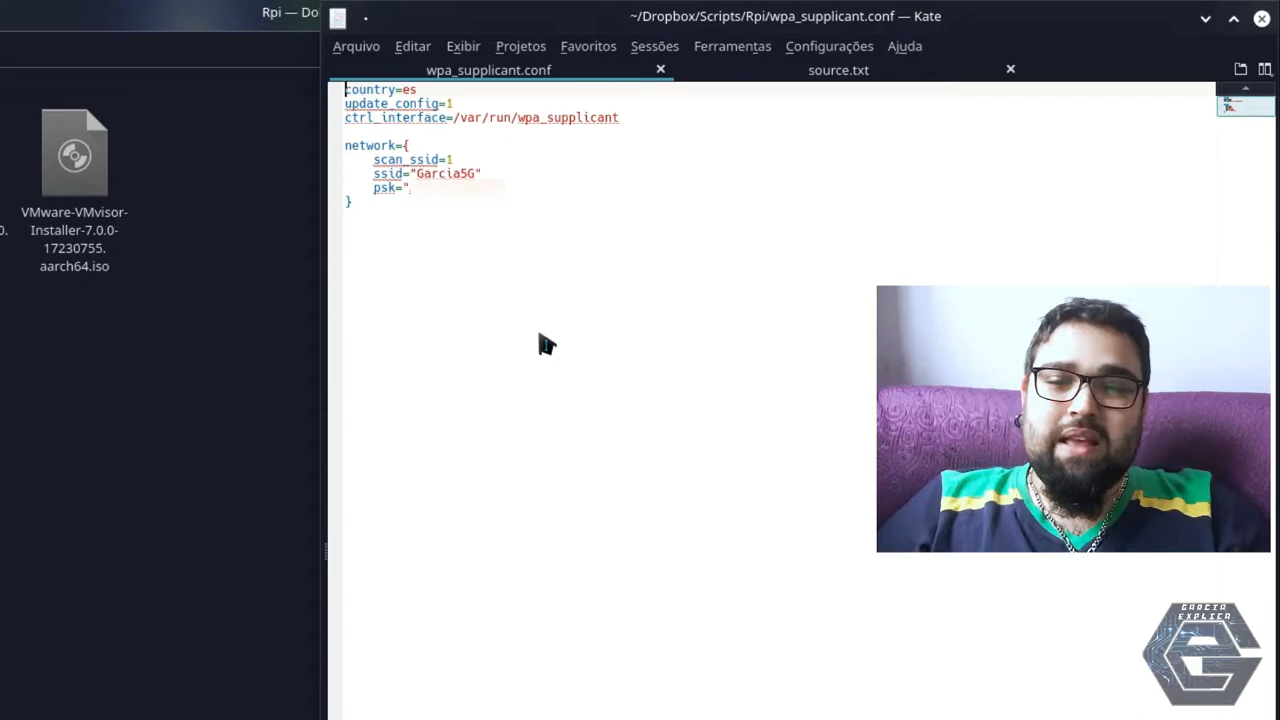 Rpi — Do
~/Dropbox/Scripts/Rpi/wpa_supplicant.conf — Kate
Arquivo Editar Exibir Projetos Favoritos Sessões Ferramentas Configurações Ajuda
wpa_supplicant.conf source.txt
country=es
update_config=1
ctrl_interface=/var/run/wpa_supplicant
network={
scan_ssid=1
ssid="Garcia5G"
psk="
}
0.
VMware-VMvisor-
Installer-7.0.0-
17230755.
aarch64.iso
GARCIA
EXPLICA